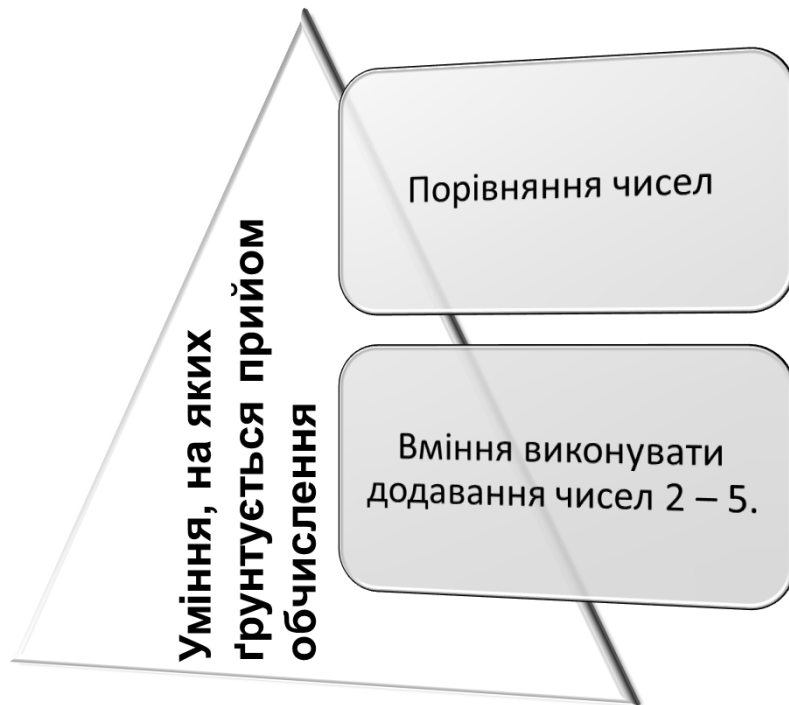 Уміння, на яких
ґрунтується прийом
обчислення
Порівняння чисел
Вміння виконувати
додавання чисел 2 – 5.